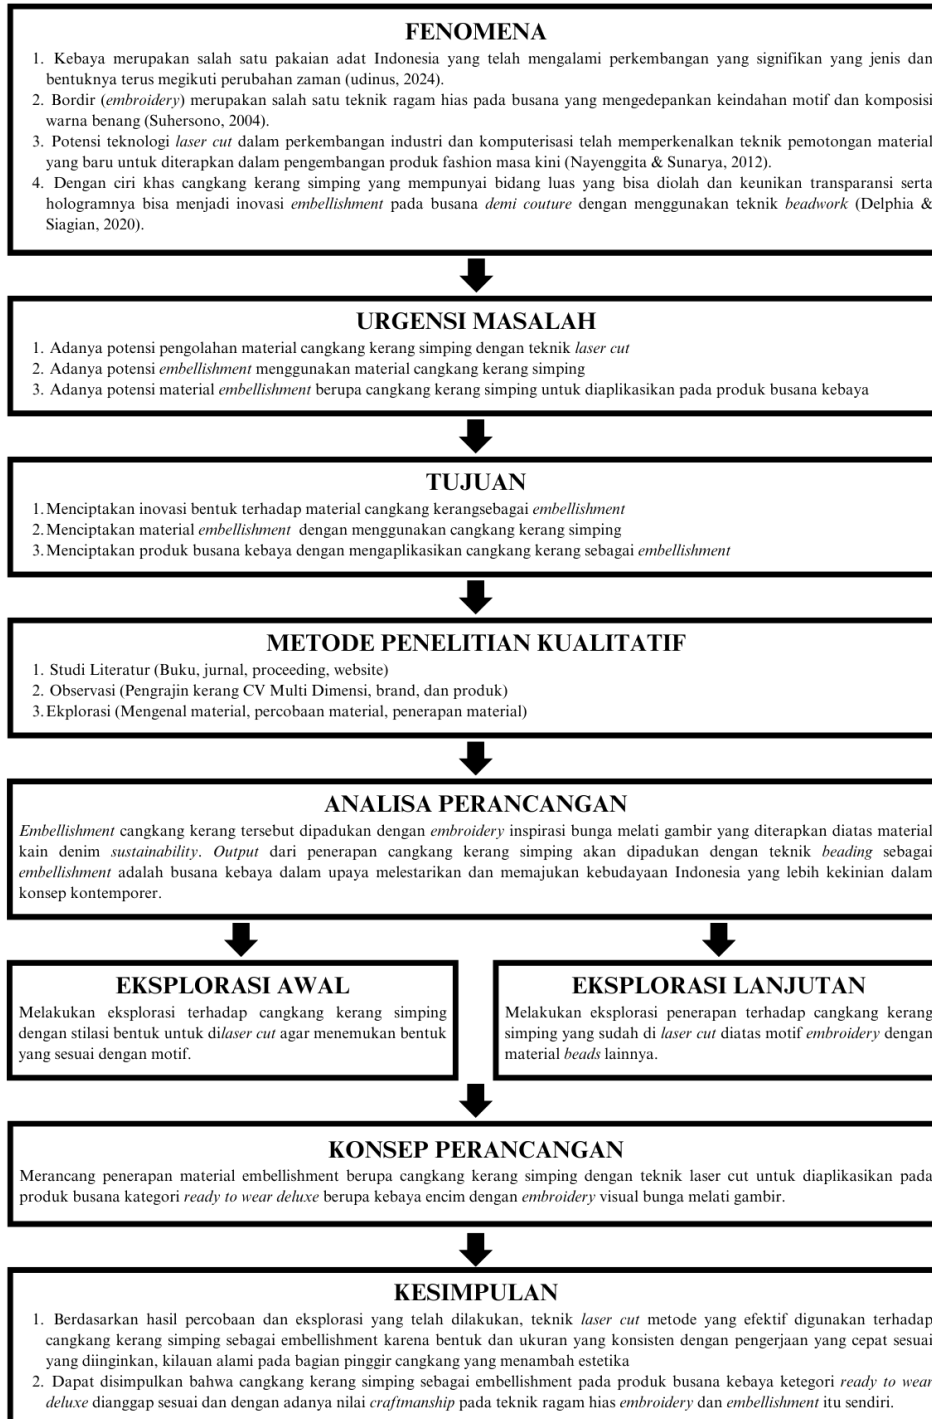 FENOMENA
1. Kebaya merupakan salah satu pakaian adat Indonesia yang telah mengalami perkembangan yang signifikan yang jenis dan
bentuknya terus megikuti perubahan zaman (udinus, 2024).
2. Bordir (embroidery) merupakan salah satu teknik ragam hias pada busana yang mengedepankan keindahan motif dan komposisi
warna benang (Suhersono, 2004).
3. Potensi teknologi laser cut dalam perkembangan industri dan komputerisasi telah memperkenalkan teknik pemotongan material
yang baru untuk diterapkan dalam pengembangan produk fashion masa kini (Nayenggita & Sunarya, 2012).
4. Dengan ciri khas cangkang kerang simping yang mempunyai bidang luas yang bisa diolah dan keunikan transparansi serta
hologramnya bisa menjadi inovasi embellishment pada busana demi couture dengan menggunakan teknik beadwork (Delphia &
Siagian, 2020).
URGENSI MASALAH
1. Adanya potensi pengolahan material cangkang kerang simping dengan teknik laser cut
2. Adanya potensi embellishment menggunakan material cangkang kerang simping
3. Adanya potensi material embellishment berupa cangkang kerang simping untuk diaplikasikan pada produk busana kebaya
TUJUAN
1. Menciptakan inovasi bentuk terhadap material cangkang kerangsebagai embellishment
2. Menciptakan material embellishment dengan menggunakan cangkang kerang simping
3. Menciptakan produk busana kebaya dengan mengaplikasikan cangkang kerang sebagai embellishment
METODE PENELITIAN KUALITATIF
1. Studi Literatur (Buku, jurnal, proceeding, website)
2. Observasi (Pengrajin kerang CV Multi Dimensi, brand, dan produk)
3. Ekplorasi (Mengenal material, percobaan material, penerapan material)
ANALISA PERANCANGAN
Embellishment cangkang kerang tersebut dipadukan dengan embroidery inspirasi bunga melati gambir yang diterapkan diatas material
kain denim sustainability. Output dari penerapan cangkang kerang simping akan dipadukan dengan teknik beading sebagai
embellishment adalah busana kebaya dalam upaya melestarikan dan memajukan kebudayaan Indonesia yang lebih kekinian dalam
konsep kontemporer.
EKSPLORASI AWAL
Melakukan eksplorasi terhadap cangkang kerang simping
dengan stilasi bentuk untuk dilaser cut agar menemukan bentuk
yang sesuai dengan motif.
EKSPLORASI LANJUTAN
Melakukan eksplorasi penerapan terhadap cangkang kerang
simping yang sudah di laser cut diatas motif embroidery dengan
material beads lainnya.
KONSEP PERANCANGAN
Merancang penerapan material embellishment berupa cangkang kerang simping dengan teknik laser cut untuk diaplikasikan pada
produk busana kategori ready to wear deluxe berupa kebaya encim dengan embroidery visual bunga melati gambir.
KESIMPULAN
1. Berdasarkan hasil percobaan dan eksplorasi yang telah dilakukan, teknik laser cut metode yang efektif digunakan terhadap
cangkang kerang simping sebagai embellishment karena bentuk dan ukuran yang konsisten dengan pengerjaan yang cepat sesuai
yang diinginkan, kilauan alami pada bagian pinggir cangkang yang menambah estetika
2. Dapat disimpulkan bahwa cangkang kerang simping sebagai embellishment pada produk busana kebaya ketegori ready to wear
deluxe dianggap sesuai dan dengan adanya nilai craftmanship pada teknik ragam hias embroidery dan embellishment itu sendiri.